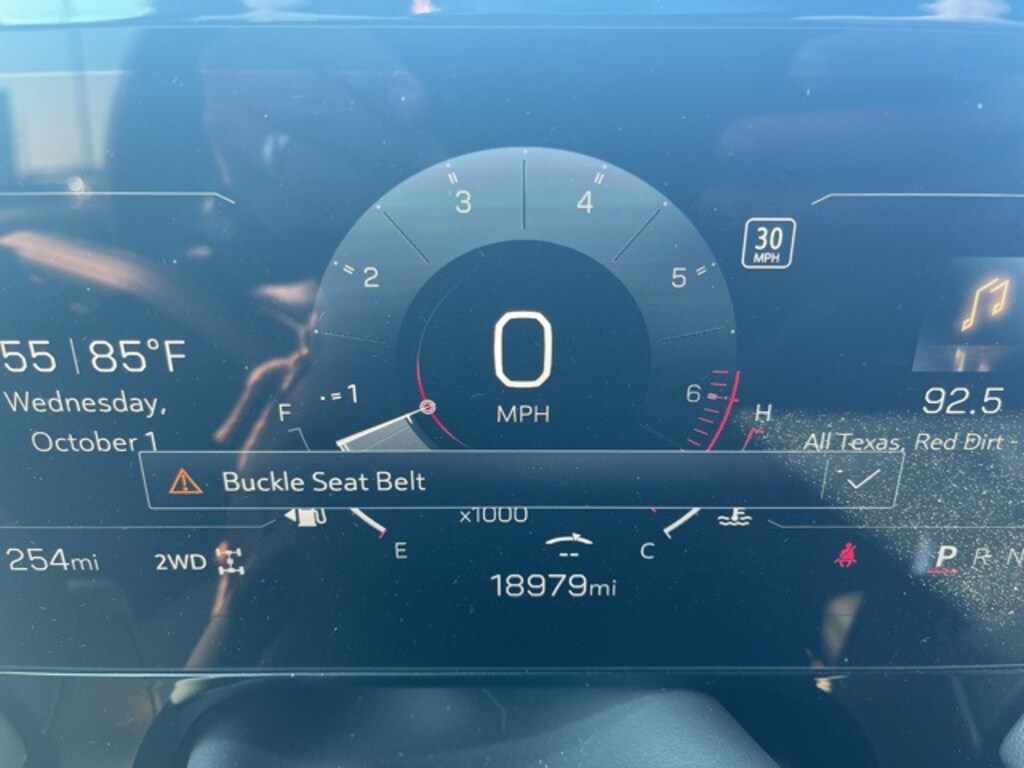 3
4
30
MPH
2
5
55 | 85°F
0
1
6
F
H
92.5
Wednesday,
MPH
October 1
All Texas, Red Dirt -
Buckle Seat Belt
x1000
E
C
254mi
2WD
P R N
18979mi